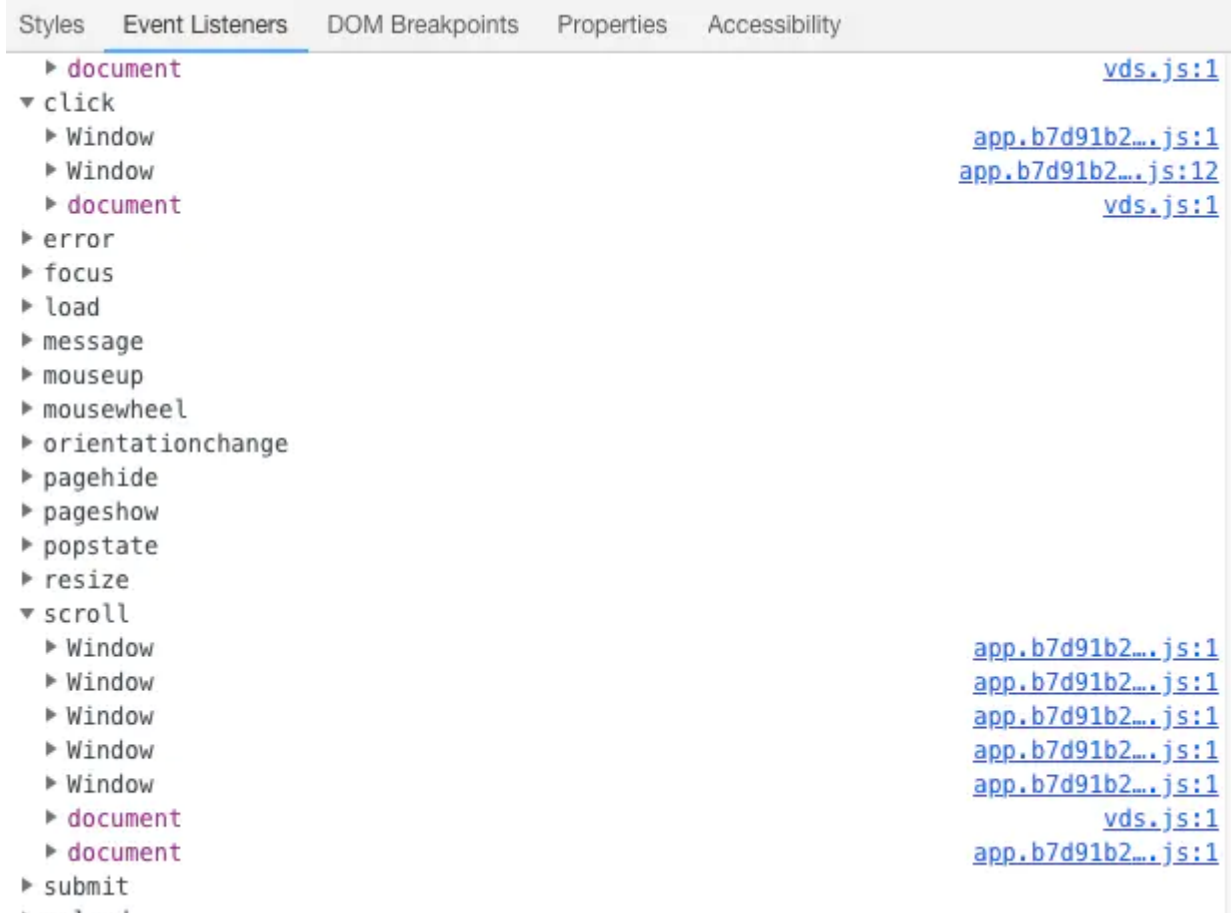 Styles Event Listeners DOM Breakpoints Properties Accessibility
document vds.js:1
click
Window app.b7d91b2….js:1
Window app.b7d91b2….js:12
document vds.js:1
error
focus
load
message
mouseup
mousewheel
orientationchange
pagehide
pageshow
popstate
resize
scroll
Window app.b7d91b2….js:1
Window app.b7d91b2….js:1
Window app.b7d91b2….js:1
Window app.b7d91b2….js:1
Window app.b7d91b2….js:1
document vds.js:1
document app.b7d91b2….js:1
submit